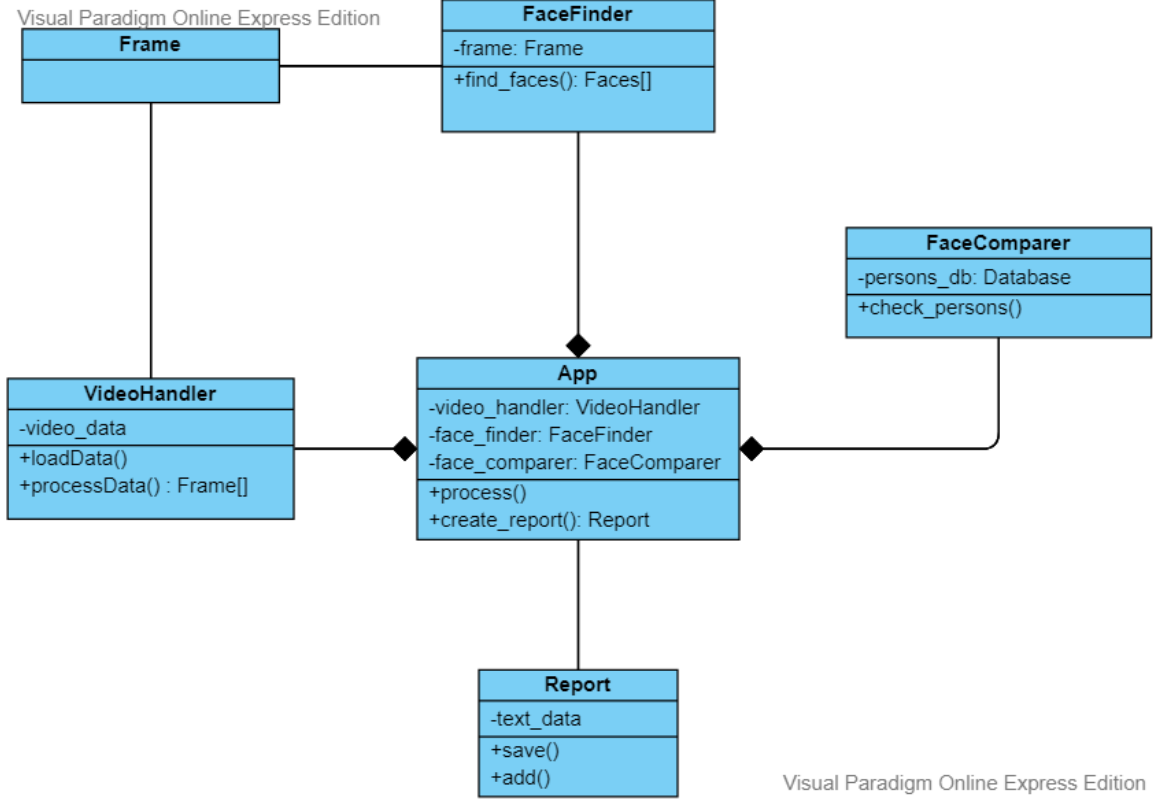 Visual Paradigm Online Express Edition
Frame
FaceFinder
-frame: Frame
+find_faces(): Faces[]
FaceComparer
-persons_db: Database
+check_persons()
VideoHandler
-video_data
+loadData()
+processData() : Frame[]
App
-video_handler: VideoHandler
-face_finder: FaceFinder
-face_comparer: FaceComparer
+process()
+create_report(): Report
Report
-text_data
+save()
+add()
Visual Paradigm Online Express Edition